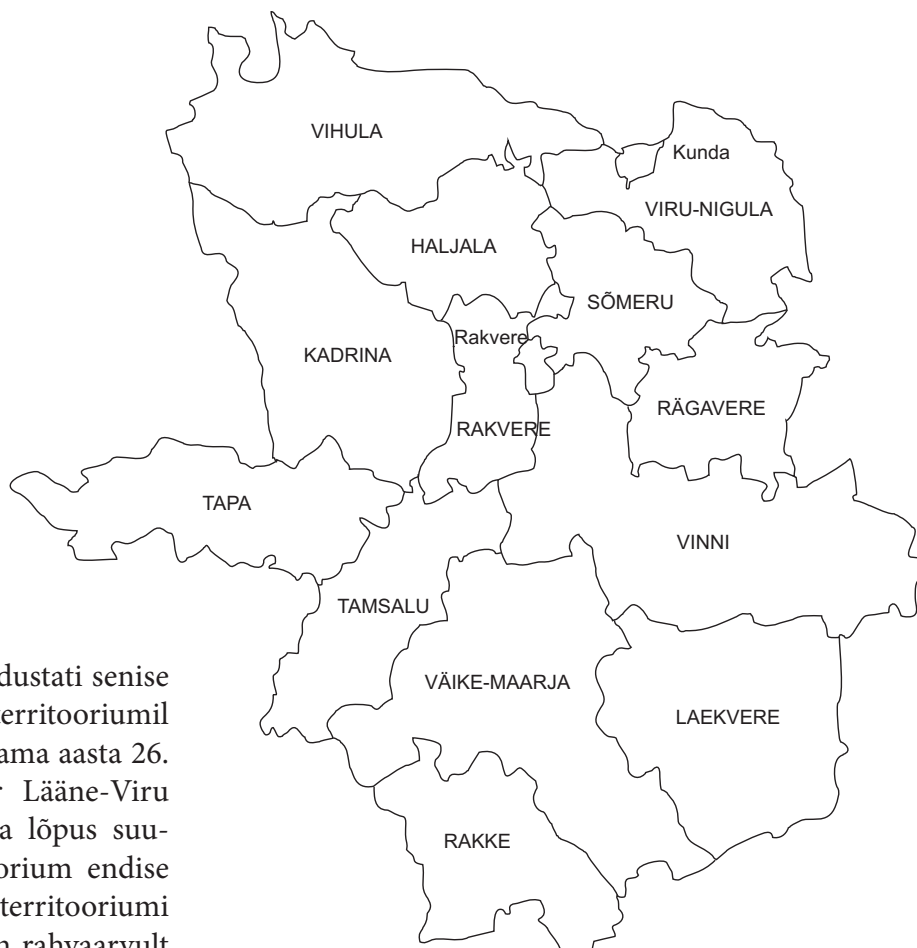 VIHULA
Kunda
VIRU-NIGULA
HALJALA
SÕMERU
Rakvere
KADRINA
RÄGAVERE
RAKVERE
TAPA
VINNI
TAMSALU
VÄIKE-MAARJA
LAEKVERE
RAKKE
dustati senise
territooriumil
ama aasta 26.
Lääne-Viru
a lõpus suu-
orium endise
territooriumi
n rahvaarvult